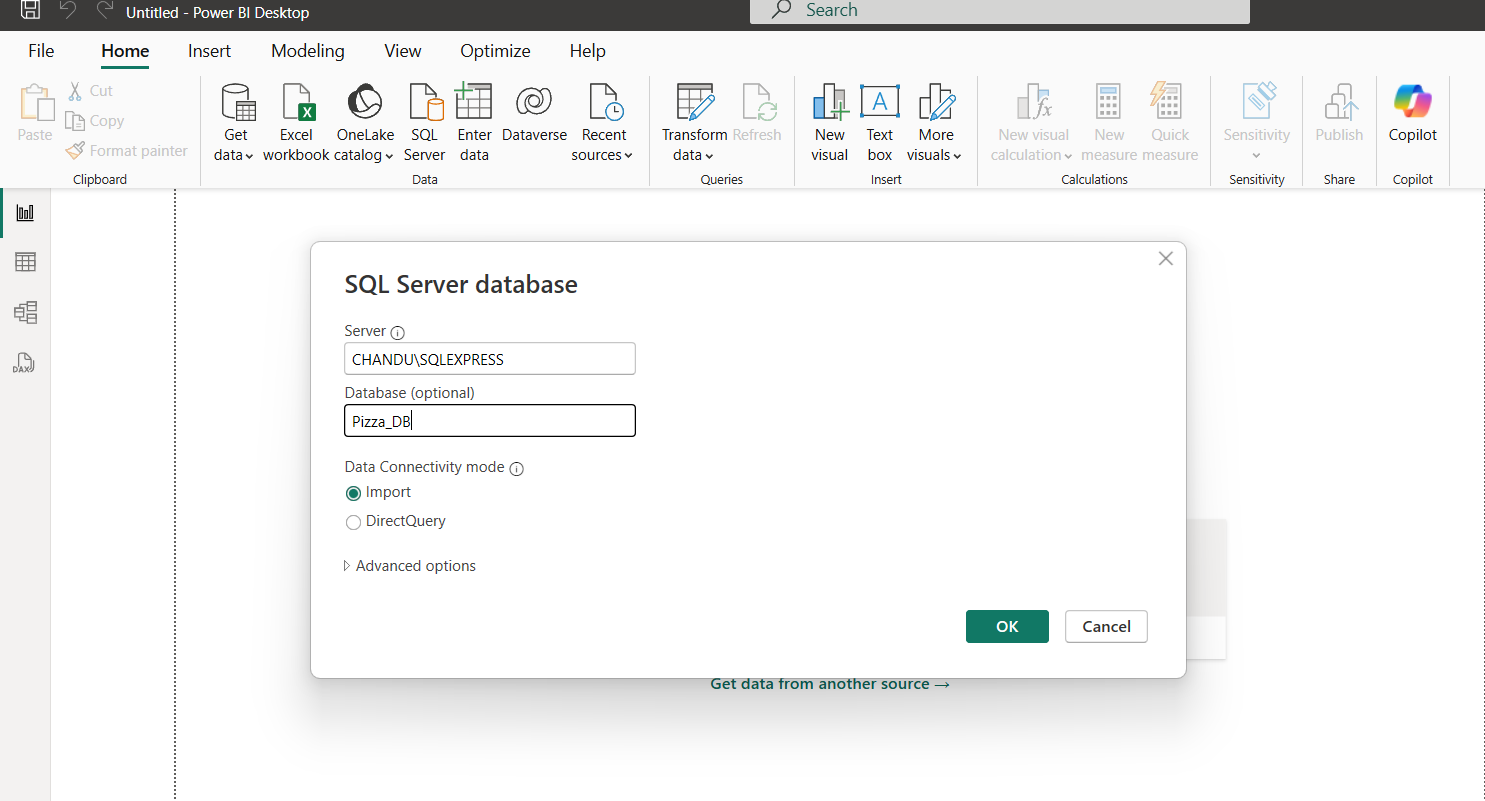 Untitled - Power BI Desktop
Search
File Home Insert Modeling View Optimize Help
Paste
Cut
Copy
Format painter
Clipboard
Get data
Excel workbook
OneLake catalog
SQL Server
Enter data
Dataverse
Recent sources
Data
Transform data
Refresh
Queries
New visual
Text box
More visuals
Insert
New visual calculation
New measure
Quick measure
Calculations
Sensitivity
Sensitivity
Publish
Share
Copilot
Copilot
DAX
SQL Server database
Server
CHANDU\SQLEXPRESS
Database (optional)
Pizza_DB
Data Connectivity mode
Import
DirectQuery
Advanced options
OK
Cancel
Get data from another source →